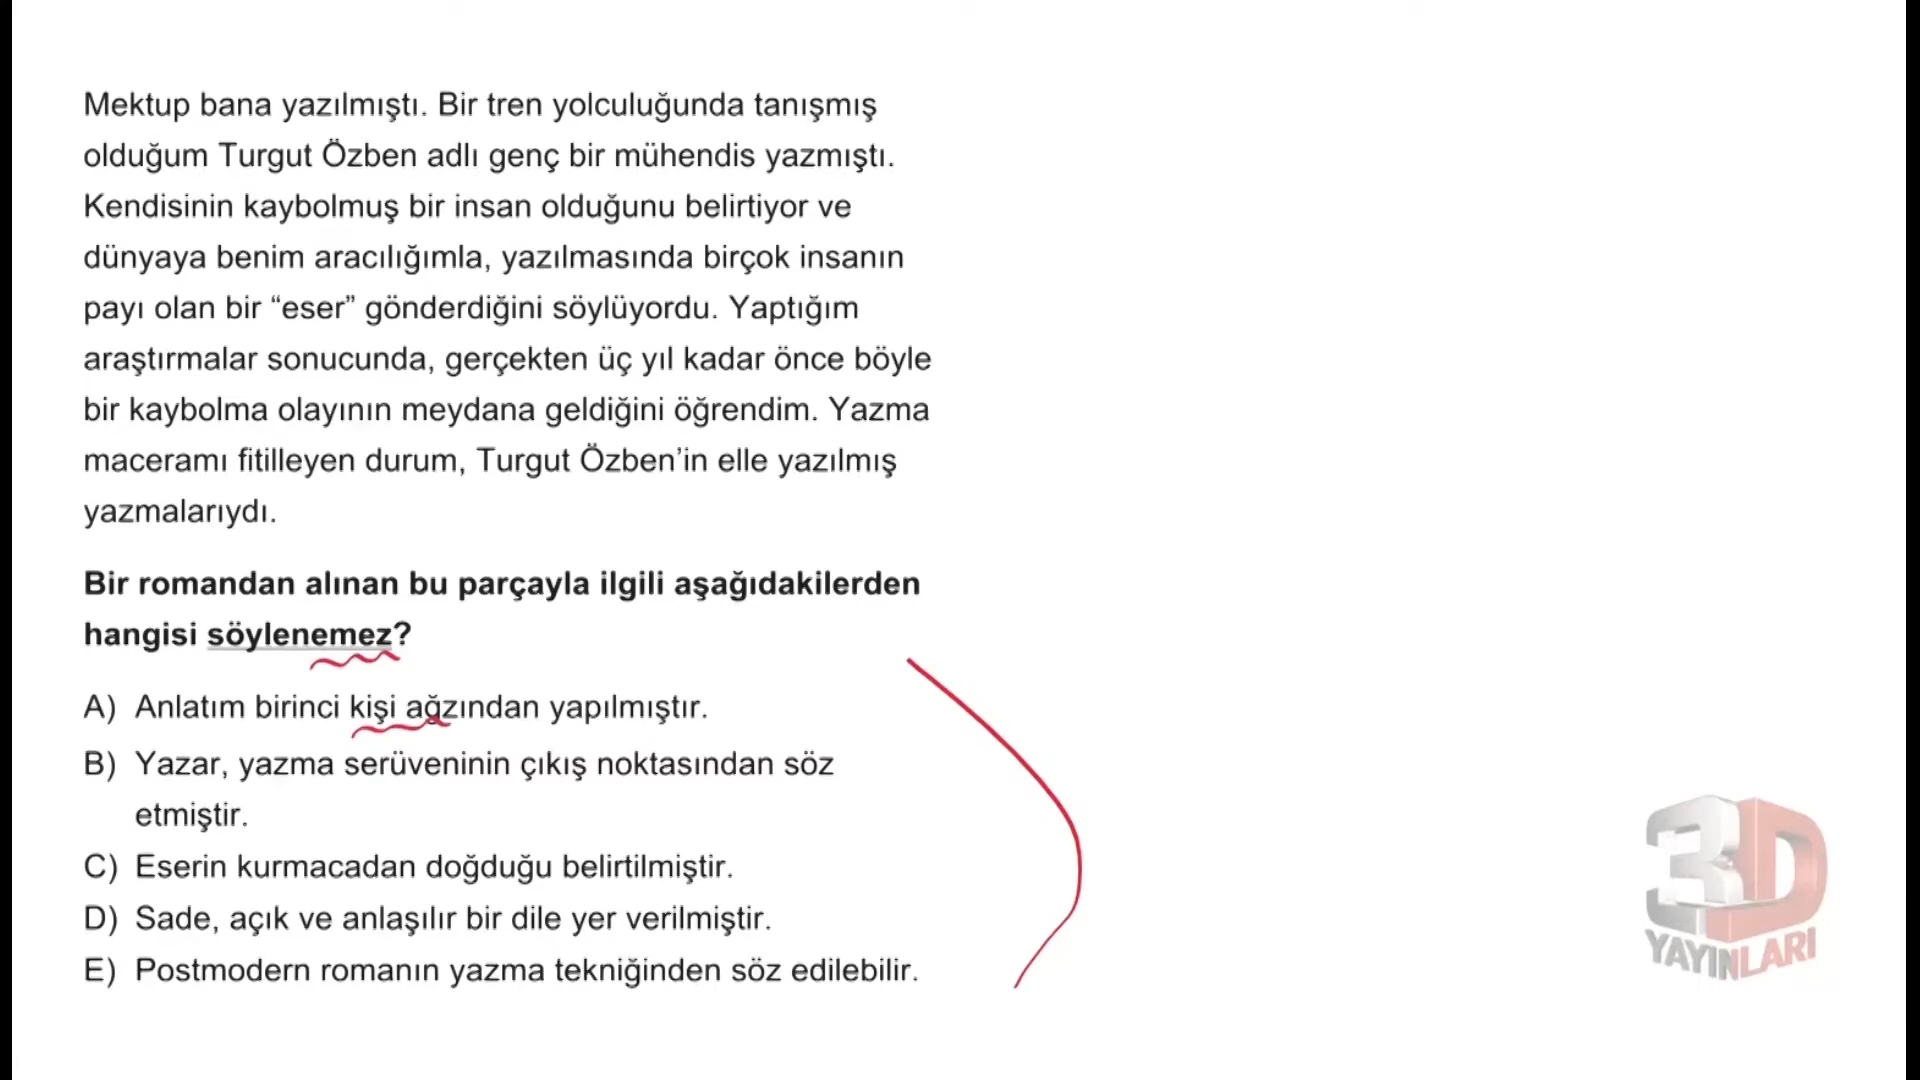 Mektup bana yazılmıştı. Bir tren yolculuğunda tanışmış
olduğum Turgut Özben adlı genç bir mühendis yazmıştı.
Kendisinin kaybolmuş bir insan olduğunu belirtiyor ve
dünyaya benim aracılığımla, yazılmasında birçok insanın
payı olan bir “eser” gönderdiğini söylüyordu. Yaptığım
araştırmalar sonucunda, gerçekten üç yıl kadar önce böyle
bir kaybolma olayının meydana geldiğini öğrendim. Yazma
maceramı fitilleyen durum, Turgut Özben’in elle yazılmış
yazmalarıydı.
Bir romandan alınan bu parçayla ilgili aşağıdakilerden
hangisi söylenemez?
A) Anlatım birinci kişi ağzından yapılmıştır.
B) Yazar, yazma serüveninin çıkış noktasından söz
etmiştir.
C) Eserin kurmacadan doğduğu belirtilmiştir.
D) Sade, açık ve anlaşılır bir dile yer verilmiştir.
E) Postmodern romanın yazma tekniğinden söz edilebilir.
3D
YAYINLARI